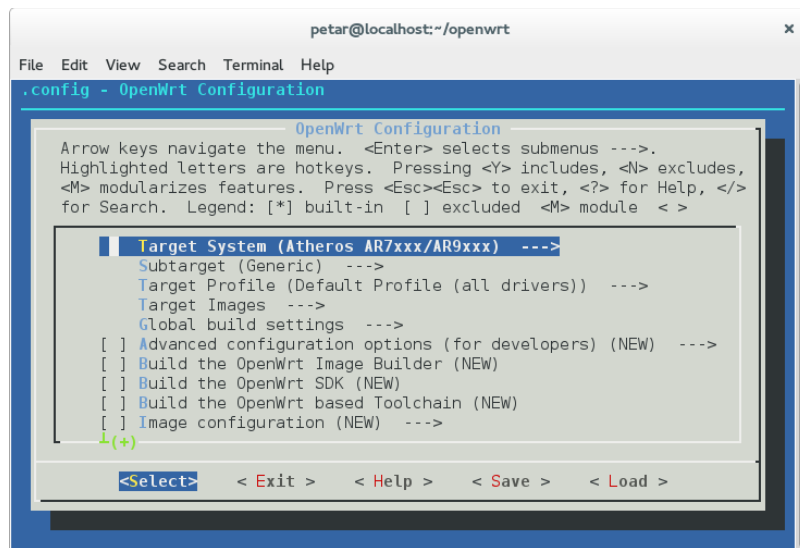 petar@localhost:~/openwrt
File Edit View Search Terminal Help
.config - OpenWrt Configuration
OpenWrt Configuration
Arrow keys navigate the menu. <Enter> selects submenus --->.
Highlighted letters are hotkeys. Pressing <Y> includes, <N> excludes,
<M> modularizes features. Press <Esc><Esc> to exit, <?> for Help, </>
for Search. Legend: [*] built-in [ ] excluded <M> module < >
Target System (Atheros AR7xxx/AR9xxx) --->
Subtarget (Generic) --->
Target Profile (Default Profile (all drivers)) --->
Target Images --->
Global build settings --->
[ ] Advanced configuration options (for developers) (NEW) --->
[ ] Build the OpenWrt Image Builder (NEW)
[ ] Build the OpenWrt SDK (NEW)
[ ] Build the OpenWrt based Toolchain (NEW)
[ ] Image configuration (NEW) --->
┴(+)
<Select> < Exit > < Help > < Save > < Load >